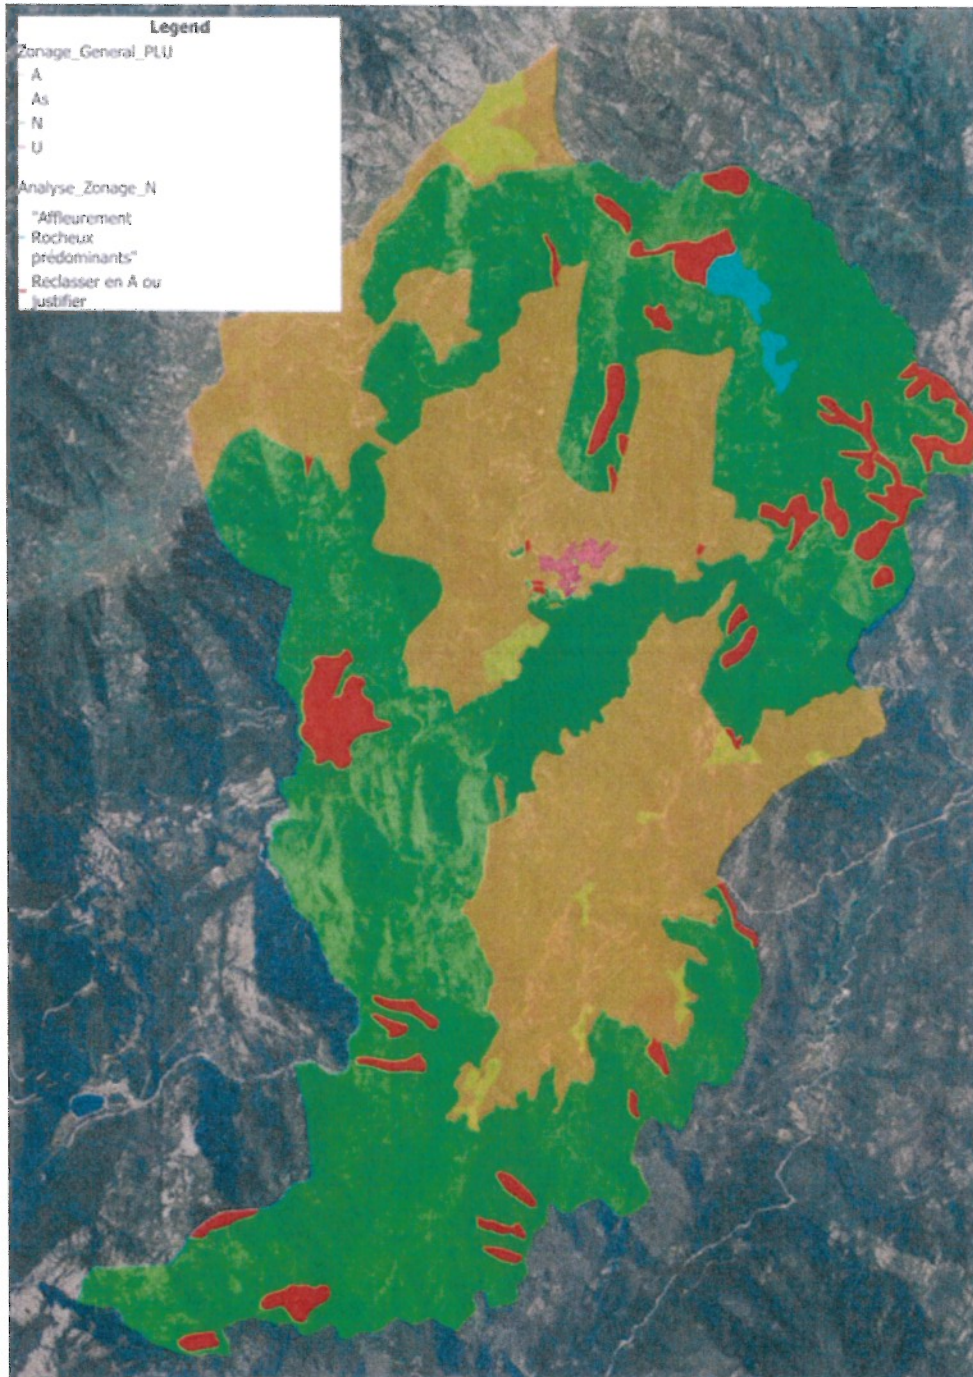 Legend
Zonage_General_PLU
A
As
N
U
Analyse_Zonage_N
"Affleurement
Rocheux
prédominants"
Reclasser en A ou
justifier